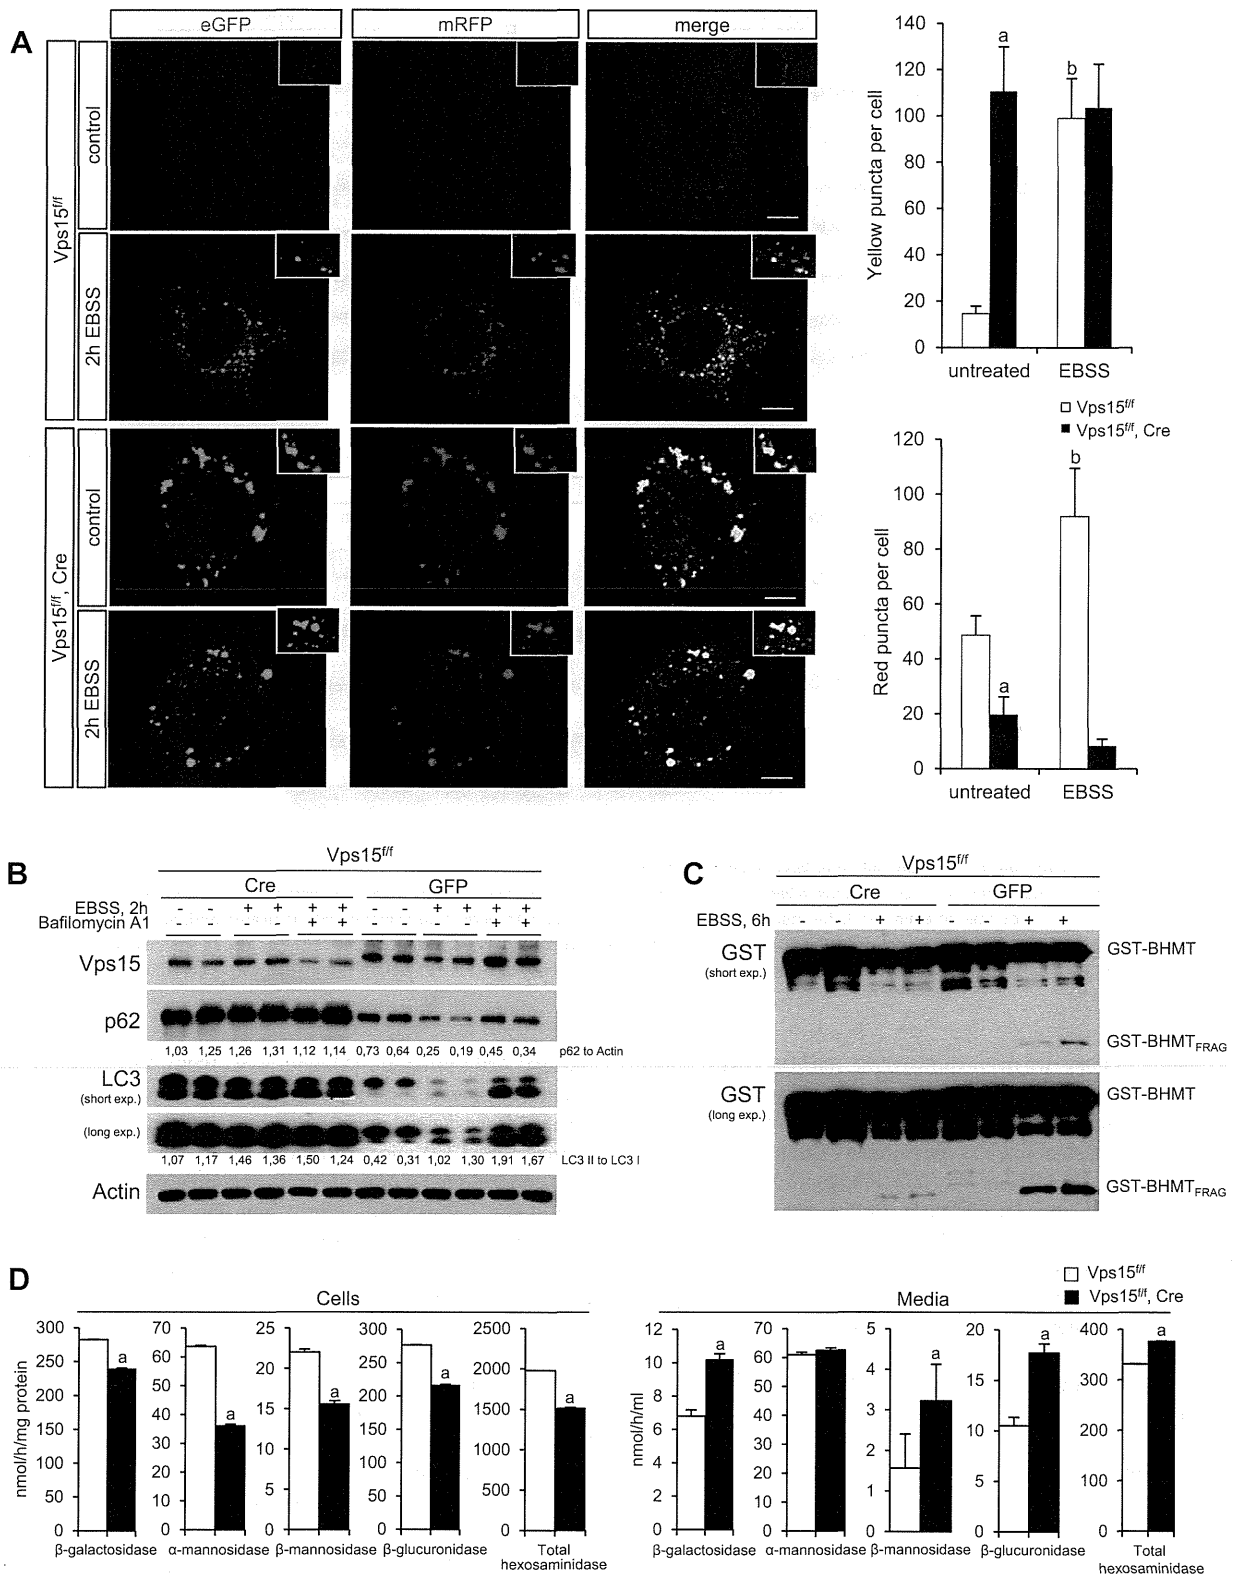 A
eGFP
mRFP
merge
Vps15f/f
control
2h EBSS
Vps15f/f, Cre
control
2h EBSS
Yellow puncta per cell
140
120
100
80
60
40
20
0
a
b
untreated
EBSS
Vps15f/f
Vps15f/f, Cre
Red puncta per cell
120
100
80
60
40
20
0
a
b
untreated
EBSS
B
Vps15f/f
Cre
GFP
EBSS, 2h - - + + + + - - + + + +
Bafilomycin A1 - - - - + + - - - - + +
Vps15
p62
1,03 1,25 1,26 1,31 1,12 1,14 0,73 0,64 0,25 0,19 0,45 0,34 p62 to Actin
LC3
(short exp.)
(long exp.)
1,07 1,17 1,46 1,36 1,50 1,24 0,42 0,31 1,02 1,30 1,91 1,67 LC3 II to LC3 I
Actin
C
Vps15f/f
Cre
GFP
EBSS, 6h - - + + - - + +
GST
(short exp.)
GST-BHMT
GST-BHMTFRAG
GST
(long exp.)
GST-BHMT
GST-BHMTFRAG
D
Cells
nmol/h/mg protein
300
250
200
150
100
50
0
a
β-galactosidase
70
60
50
40
30
20
10
0
a
α-mannosidase
25
20
15
10
5
0
a
β-mannosidase
300
250
200
150
100
50
0
a
β-glucuronidase
2500
2000
1500
1000
500
0
a
Total
hexosaminidase
Vps15f/f
Vps15f/f, Cre
Media
nmol/h/ml
12
10
8
6
4
2
0
a
β-galactosidase
70
60
50
40
30
20
10
0
α-mannosidase
5
4
3
2
1
0
a
β-mannosidase
20
15
10
5
0
a
β-glucuronidase
400
300
200
100
0
a
Total
hexosaminidase